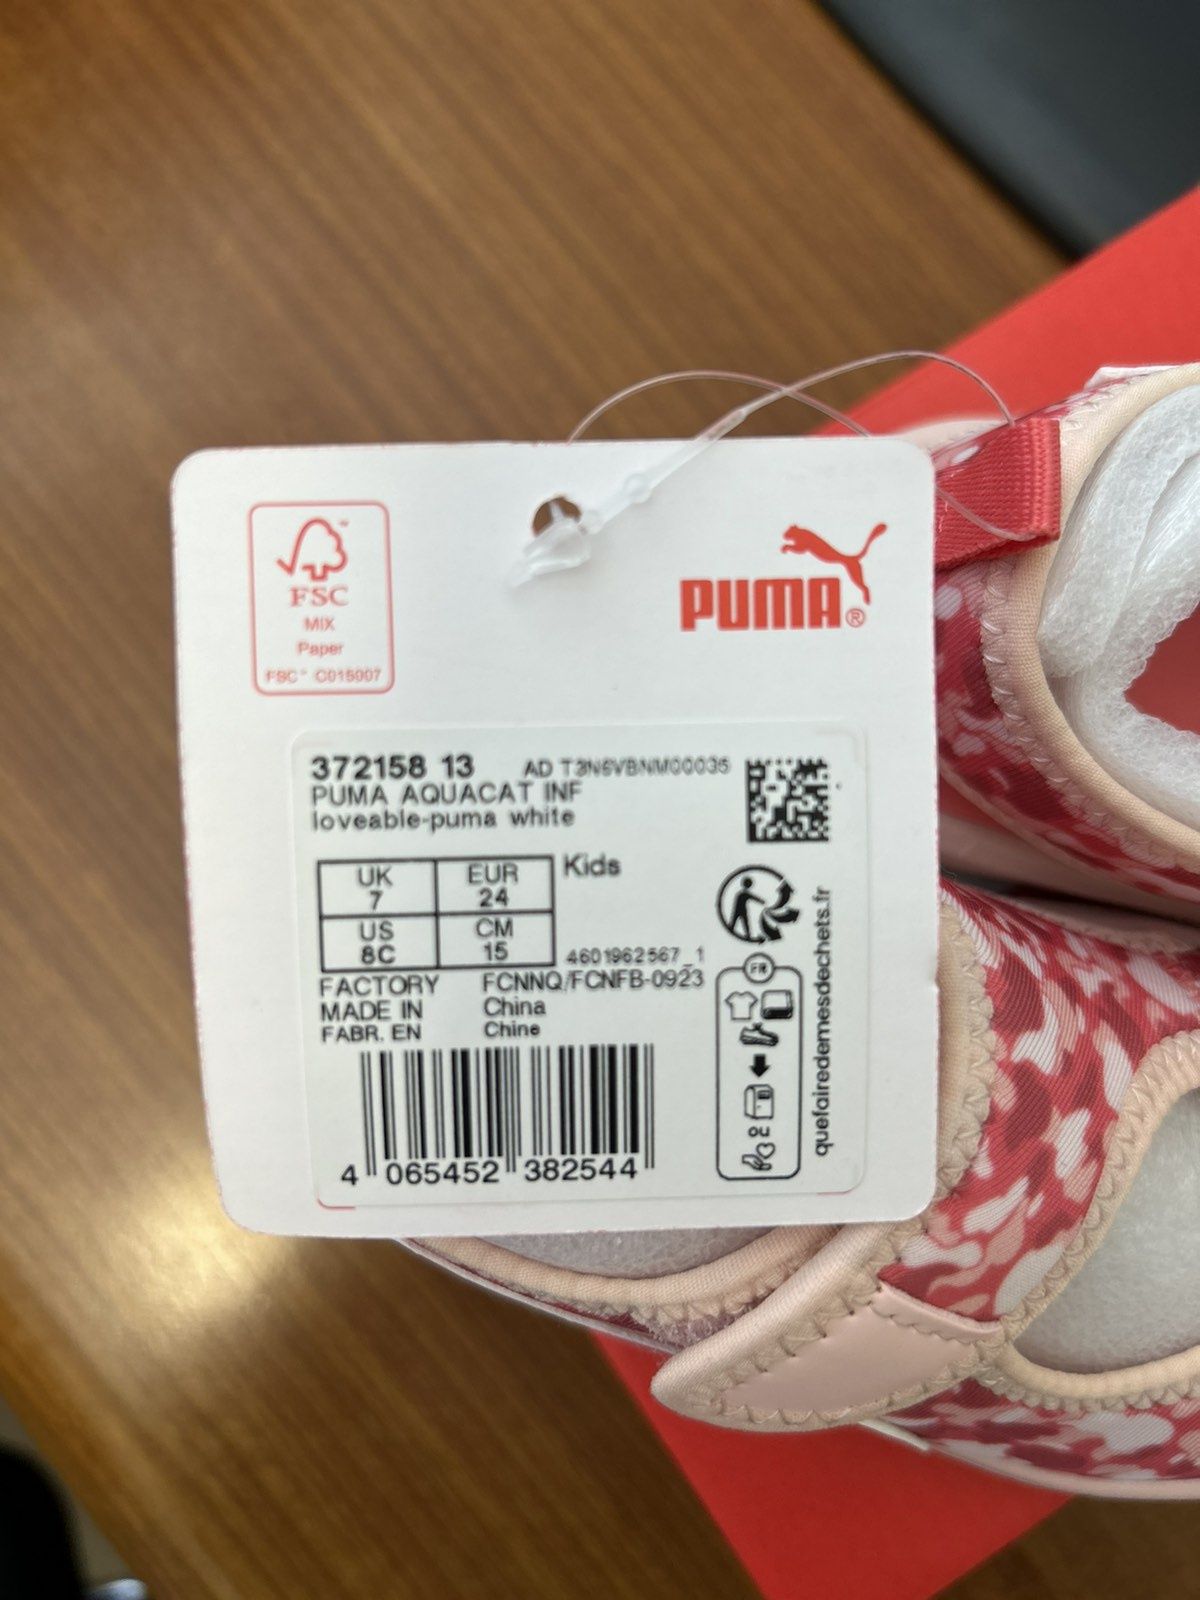 FSC
MIX
Paper
FSC™ C015007
PUMA®
372158 13 AD T3N6VBNM00035
PUMA AQUACAT INF
loveable-puma white
UK
7
EUR
24
Kids
US
8C
CM
15
4601962567_1
FACTORY FCNNQ/FCNFB-0923
MADE IN China
FABR. EN Chine
FR
ou
quefairedemesdechets.fr
4 065452 382544